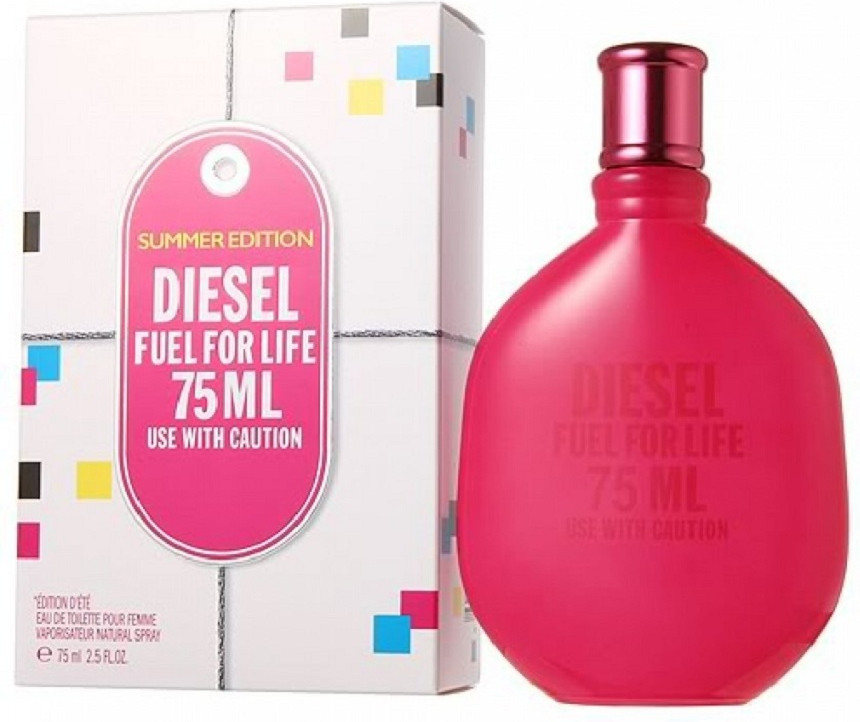 SUMMER EDITION
DIESEL
FUEL FOR LIFE
75 ML
USE WITH CAUTION
*ÉDITION D'ÉTÉ
EAU DE TOILETTE POUR FEMME
VAPORISATEUR NATURAL SPRAY
℮ 75 ml 2.5 FL.OZ.
DIESEL
FUEL FOR LIFE
75 ML
USE WITH CAUTION